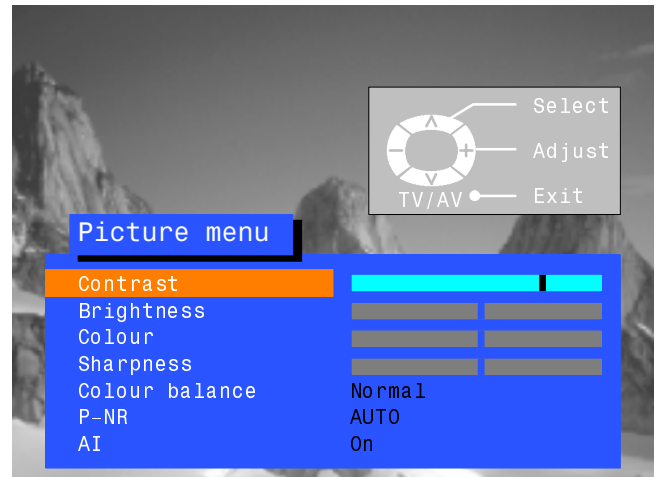 Select
Adjust
TV/AV Exit
Picture menu
Contrast
Brightness
Colour
Sharpness
Colour balance Normal
P-NR AUTO
AI On